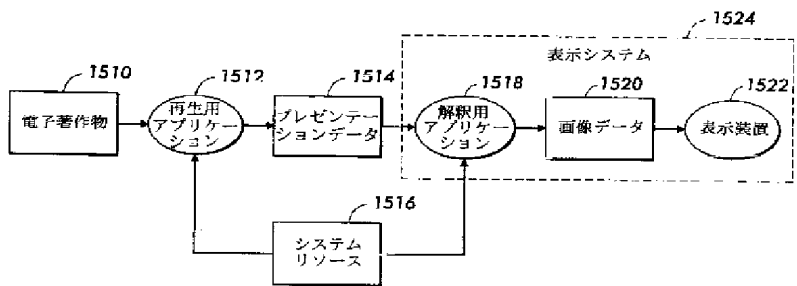 1524
表示システム
1510
1512
1514
1518
1520
1522
電子著作物
再生用
アプリケー
ション
プレゼンテー
ションデータ
解釈用
アプリケー
ション
画像データ
表示装置
1516
システム
リソース